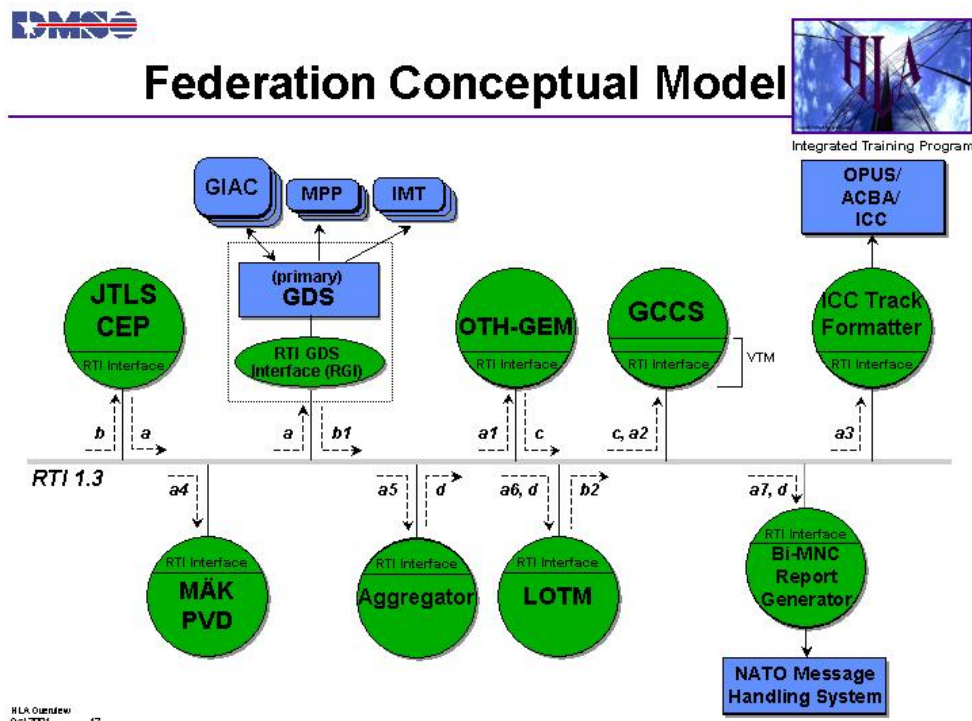 DMSO
Federation Conceptual Model
HLA
Integrated Training Program
GIAC
MPP
IMT
OPUS/
ACBA/
ICC
(primary)
GDS
JTLS
CEP
RTI Interface
RTI GDS
Interface (RGI)
OTH-GEM
RTI Interface
GCCS
RTI Interface
VTM
ICC Track
Formatter
RTI Interface
b
a
a
b1
a1
c
c, a2
a3
RTI 1.3
a4
a5
d
a6, d
b2
a7, d
RTI Interface
MÄK
PVD
RTI Interface
Aggregator
RTI Interface
LOTM
RTI Interface
Bi-MNC
Report
Generator
NATO Message
Handling System
HLA Overview
2001
17